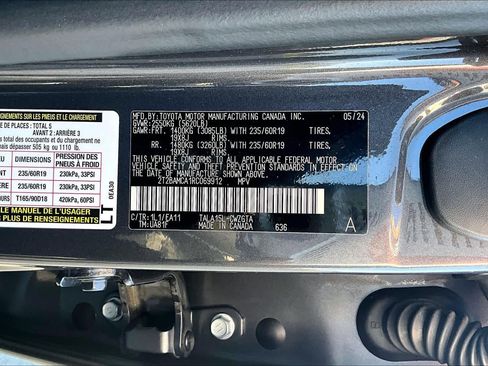 SEIGNEMENTS SUR LES PNEUS ET LE CHARGEMENT
DE PLACES : TOTAL 5
AVANT 2 : ARRIÈRE 3
des occupants et du chargement ne
dépasser 505 kg ou 1110 lb.
DIMENSIONS PRESSION DES PNEUS À FROID
235/60R19 230kPa, 33PSI
235/60R19 230kPa, 33PSI
T165/90D18 420kPa, 60PSI
LE MANUEL DE L'USAGER
PLUS DE RENSEIGNEMENTS
LT
0EA30
MFD. BY: TOYOTA MOTOR MANUFACTURING CANADA INC. 05/24
GVWR: 2550KG (5620LB)
GAWR: FRT. 1400KG (3085LB) WITH 235/60R19 TIRES,
19X8J RIMS
RR. 1480KG (3260LB) WITH 235/60R19 TIRES,
19X8J RIMS
THIS VEHICLE CONFORMS TO ALL APPLICABLE FEDERAL MOTOR VEHICLE
SAFETY AND THEFT PREVENTION STANDARDS IN EFFECT
ON THE DATE OF MANUFACTURE SHOWN ABOVE.
2T2BAMCA1RC069912 MPV
C/TR: 1L1/EA11 TALA15L-CWZGTA
TM: UA81F MADE IN CANADA 636
A